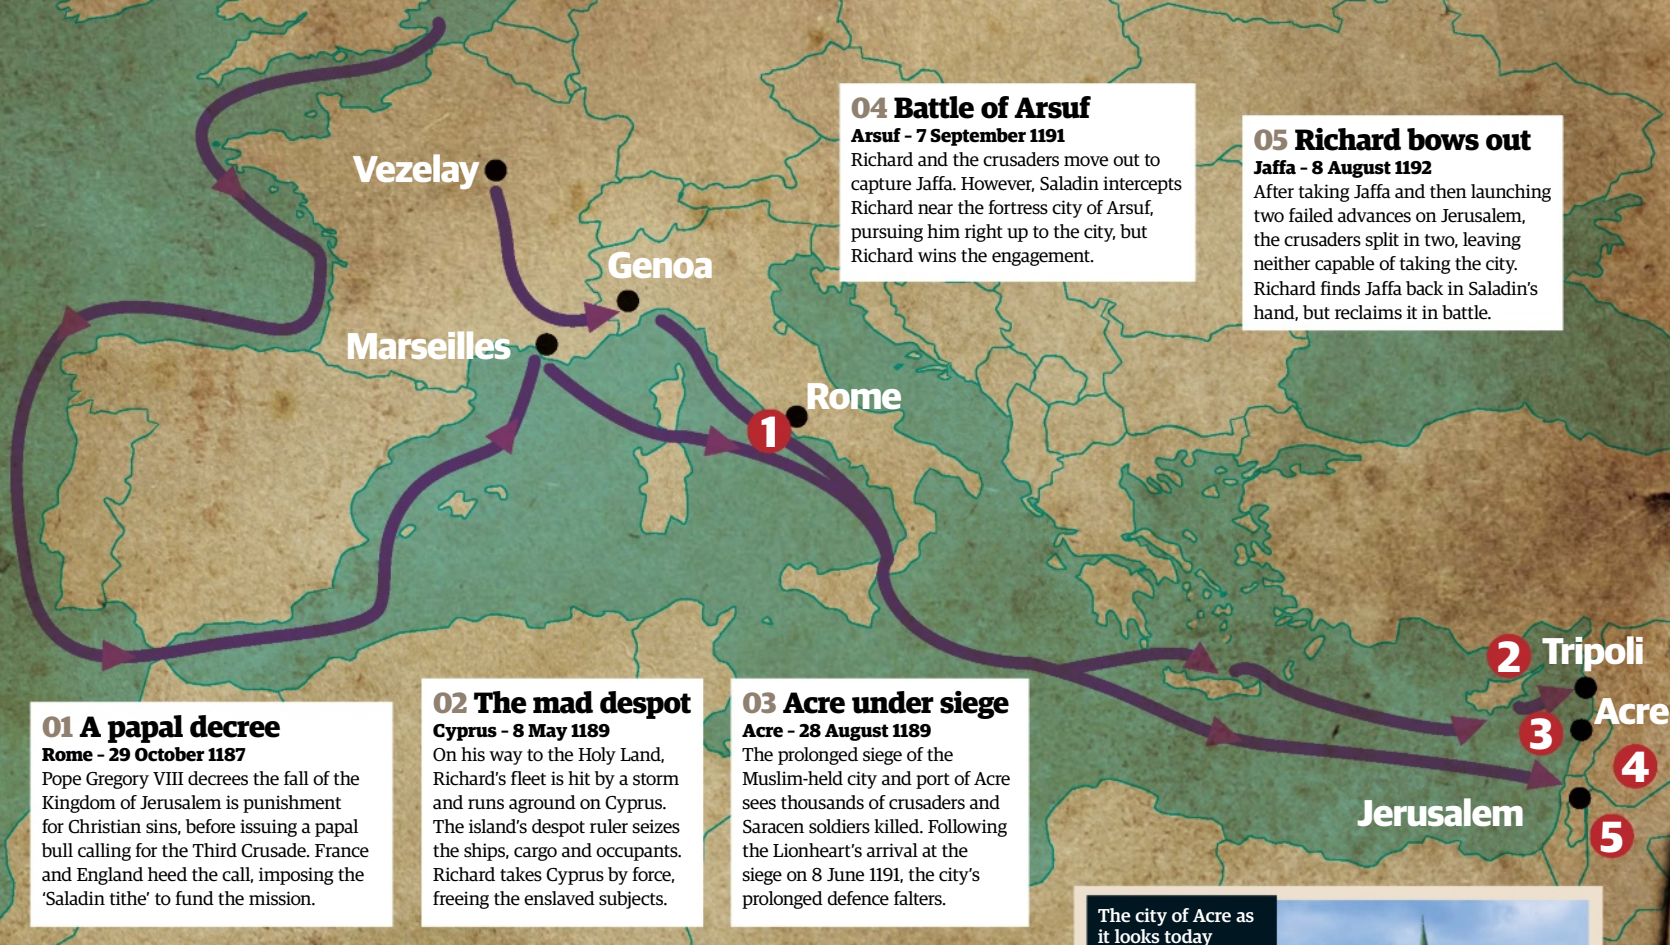 Vezelay
Genoa
Marseilles
Rome
1
2
Tripoli
Acre
3
4
Jerusalem
5
04 Battle of Arsuf
Arsuf – 7 September 1191
Richard and the crusaders move out to
capture Jaffa. However, Saladin intercepts
Richard near the fortress city of Arsuf,
pursuing him right up to the city, but
Richard wins the engagement.
05 Richard bows out
Jaffa – 8 August 1192
After taking Jaffa and then launching
two failed advances on Jerusalem,
the crusaders split in two, leaving
neither capable of taking the city.
Richard finds Jaffa back in Saladin’s
hand, but reclaims it in battle.
01 A papal decree
Rome – 29 October 1187
Pope Gregory VIII decrees the fall of the
Kingdom of Jerusalem is punishment
for Christian sins, before issuing a papal
bull calling for the Third Crusade. France
and England heed the call, imposing the
‘Saladin tithe’ to fund the mission.
02 The mad despot
Cyprus – 8 May 1189
On his way to the Holy Land,
Richard’s fleet is hit by a storm
and runs aground on Cyprus.
The island’s despot ruler seizes
the ships, cargo and occupants.
Richard takes Cyprus by force,
freeing the enslaved subjects.
03 Acre under siege
Acre – 28 August 1189
The prolonged siege of the
Muslim-held city and port of Acre
sees thousands of crusaders and
Saracen soldiers killed. Following
the Lionheart’s arrival at the
siege on 8 June 1191, the city’s
prolonged defence falters.
The city of Acre as
it looks today